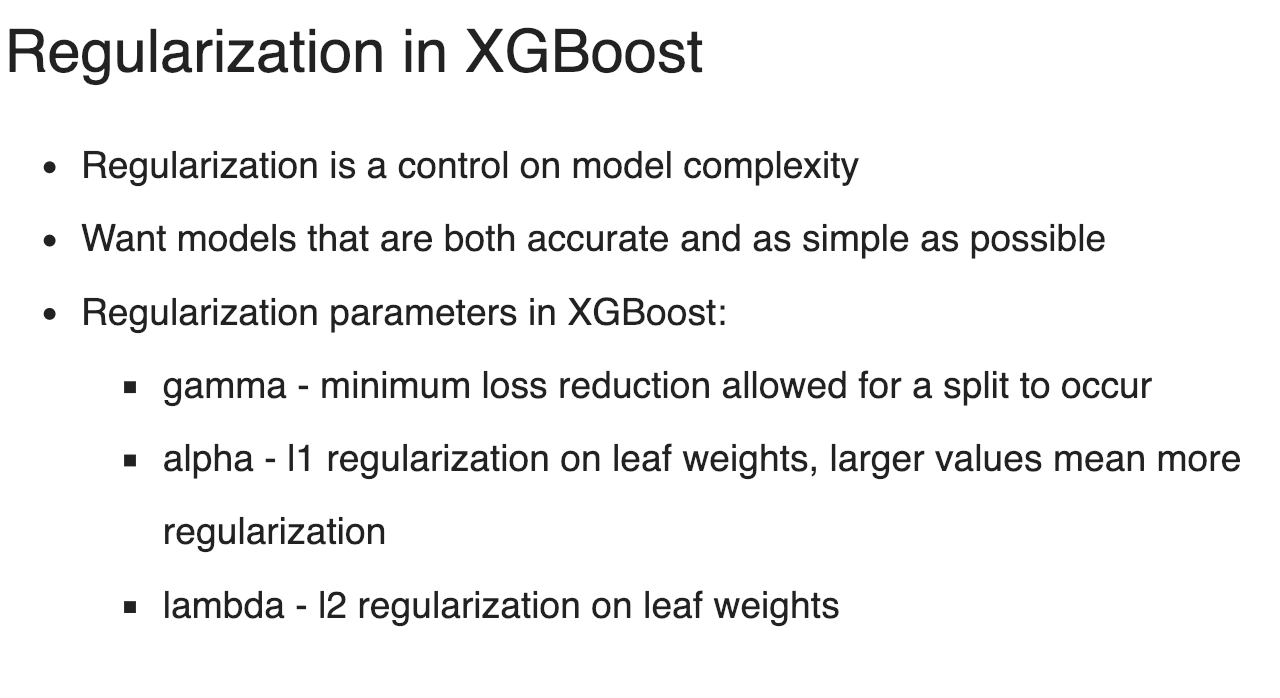 Regularization in XGBoost
• Regularization is a control on model complexity
• Want models that are both accurate and as simple as possible
• Regularization parameters in XGBoost:
▪ gamma - minimum loss reduction allowed for a split to occur
▪ alpha - l1 regularization on leaf weights, larger values mean more
regularization
▪ lambda - l2 regularization on leaf weights